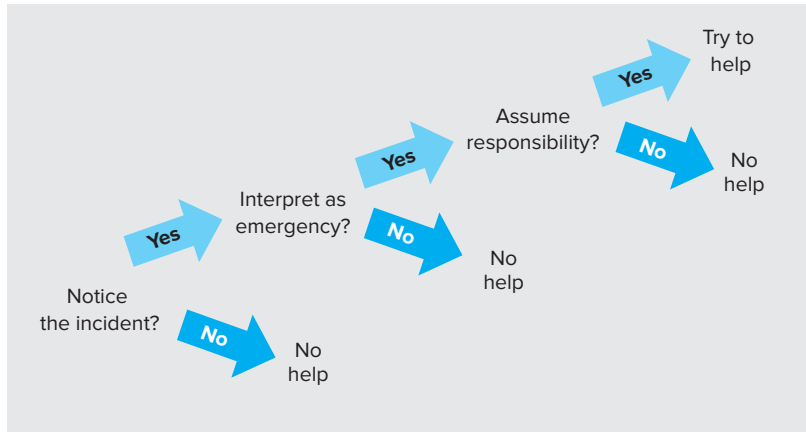 Notice
the incident?
Yes
No
No
help
Interpret as
emergency?
Yes
No
No
help
Assume
responsibility?
Yes
No
Try to
help
No
help